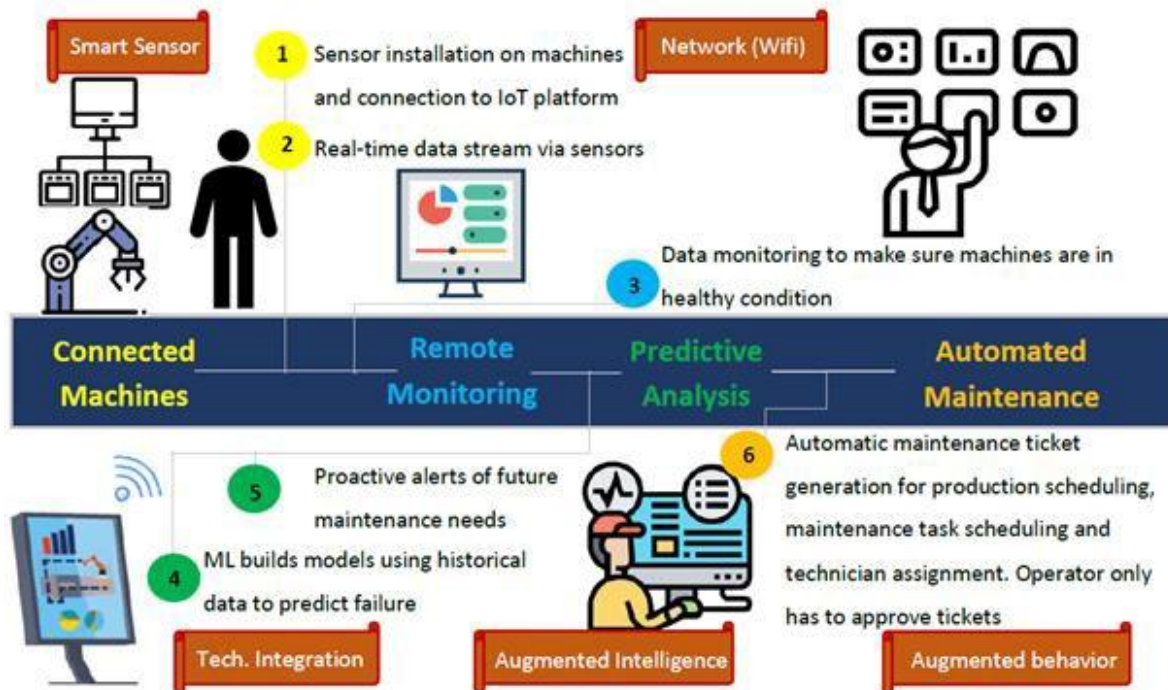 Smart Sensor
1
Sensor installation on machines
and connection to IoT platform
Network (Wifi)
2
Real-time data stream via sensors
3
Data monitoring to make sure machines are in
healthy condition
Connected
Machines
Remote
Monitoring
Predictive
Analysis
Automated
Maintenance
5
Proactive alerts of future
maintenance needs
4
ML builds models using historical
data to predict failure
6
Automatic maintenance ticket
generation for production scheduling,
maintenance task scheduling and
technician assignment. Operator only
has to approve tickets
Tech. Integration
Augmented Intelligence
Augmented behavior